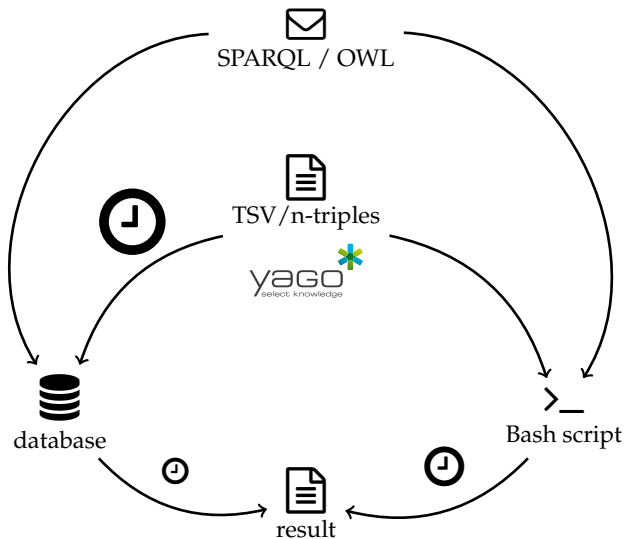 SPARQL / OWL
TSV/n-triples
yago
select knowledge
database
Bash script
result